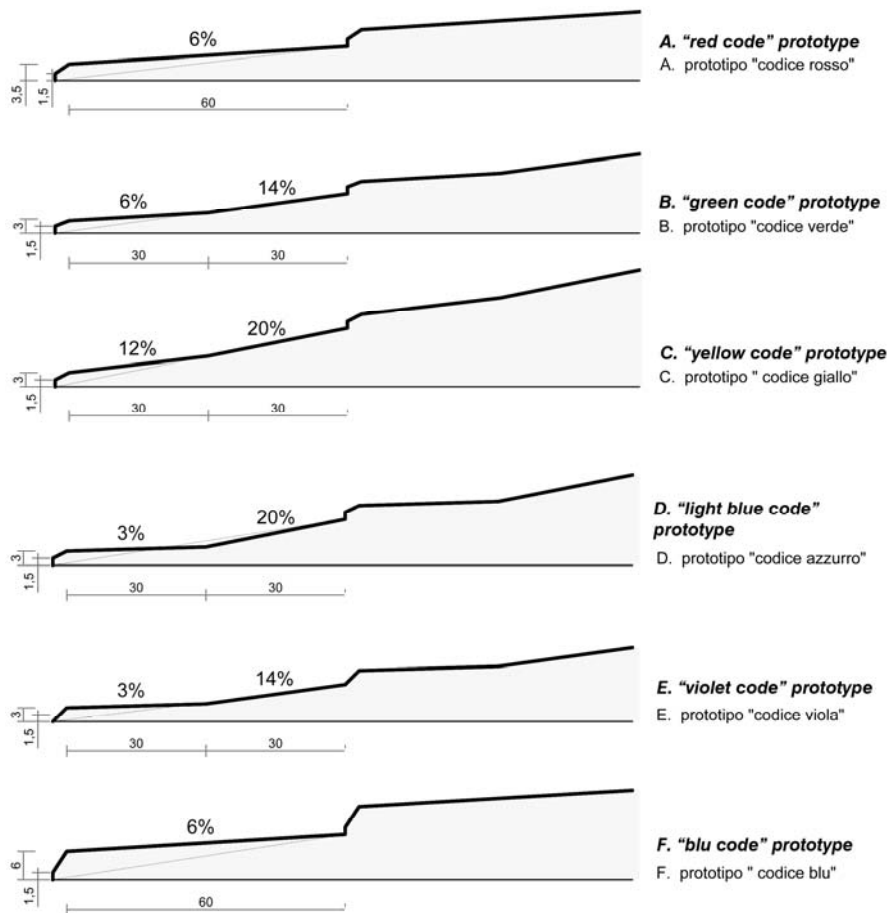 6%
3,5
1,5
60
A. “red code” prototype
A. prototipo "codice rosso"
6%
14%
3
1,5
30
30
B. “green code” prototype
B. prototipo "codice verde"
12%
20%
3
1,5
30
30
C. “yellow code” prototype
C. prototipo " codice giallo"
3%
20%
3
1,5
30
30
D. “light blue code”
prototype
D. prototipo "codice azzurro"
3%
14%
3
1,5
30
30
E. “violet code” prototype
E. prototipo "codice viola"
6%
6
1,5
60
F. “blu code” prototype
F. prototipo " codice blu"